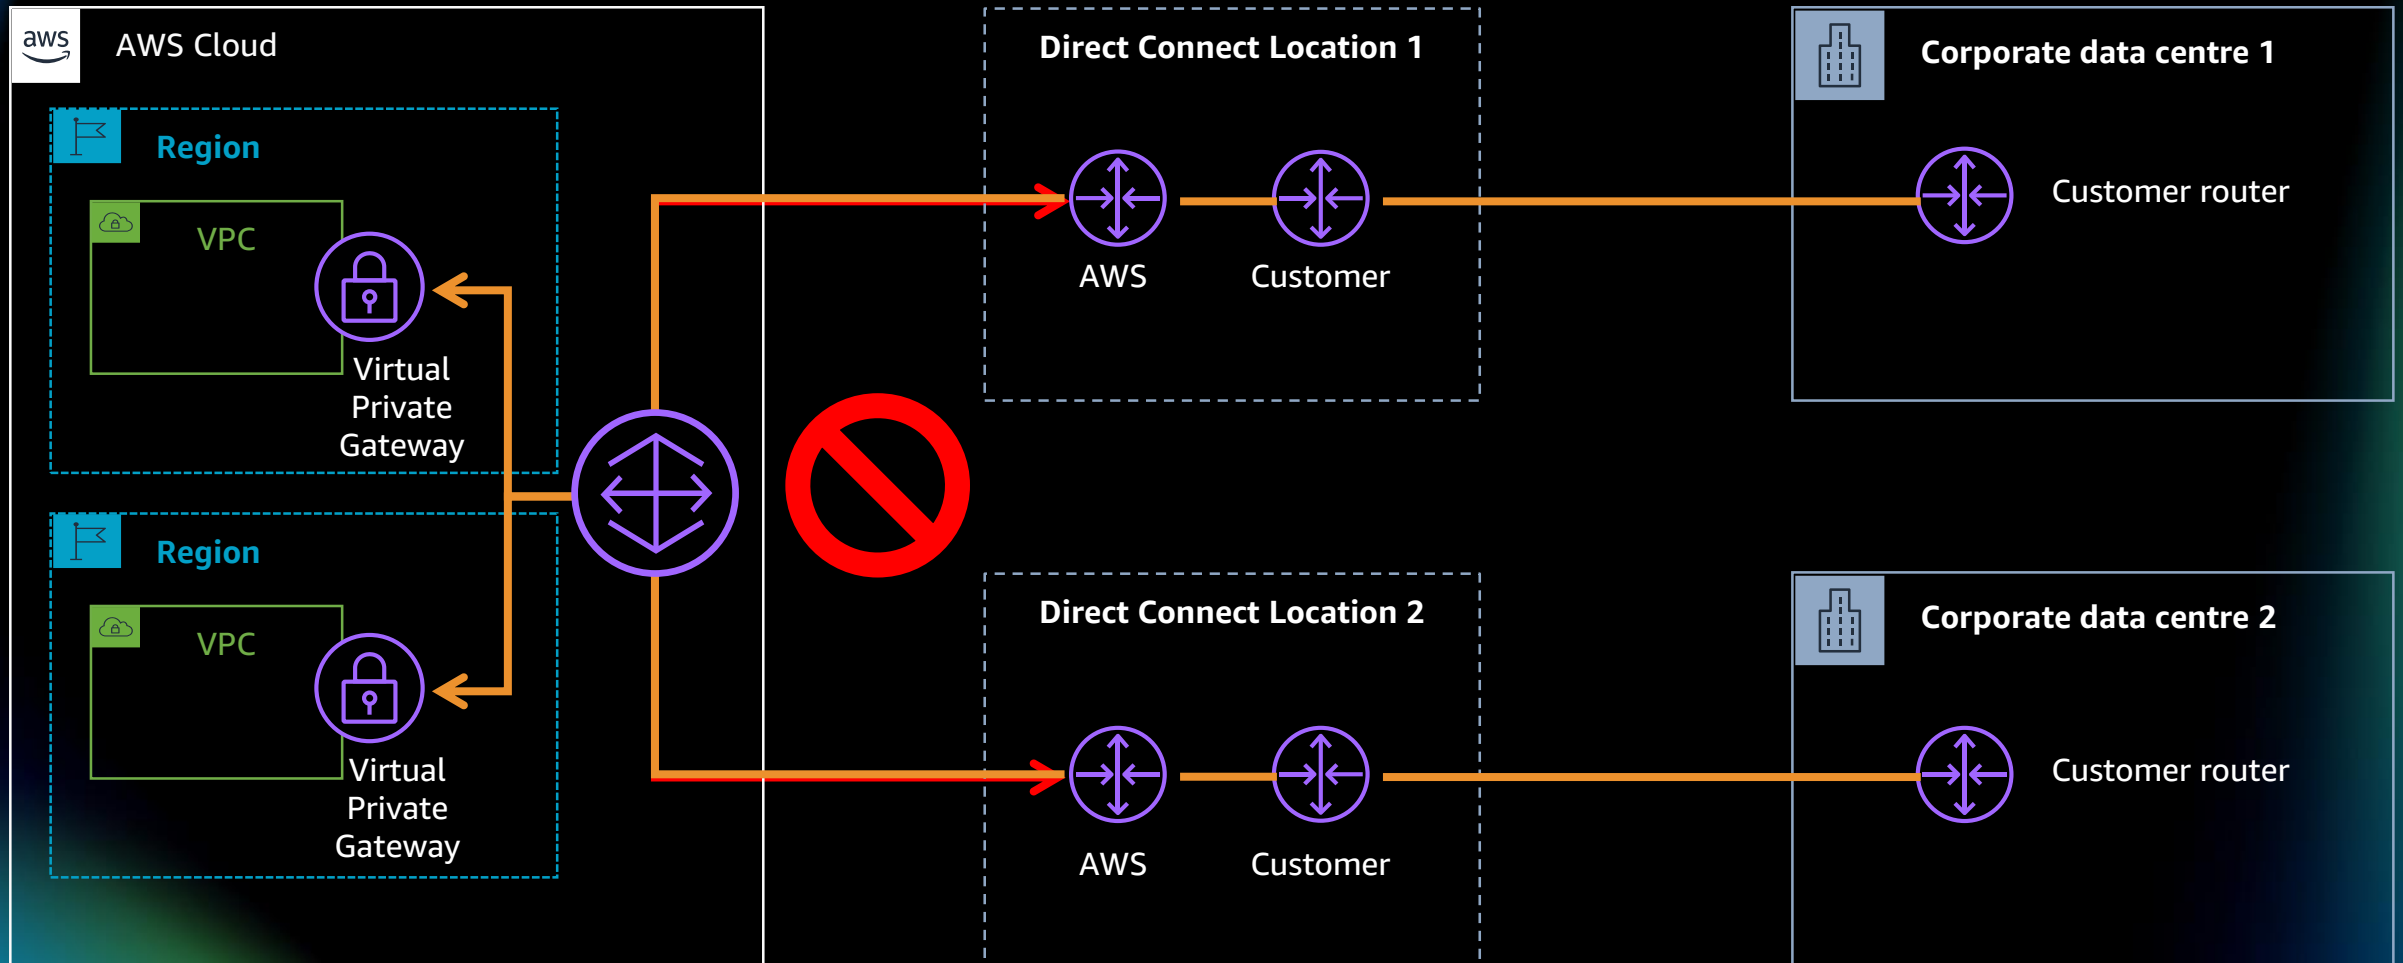 aws
AWS Cloud
Direct Connect Location 1
Corporate data centre 1
Region
VPC
Virtual
Private
Gateway
AWS
Customer
Customer router
Region
VPC
Virtual
Private
Gateway
Direct Connect Location 2
Corporate data centre 2
AWS
Customer
Customer router